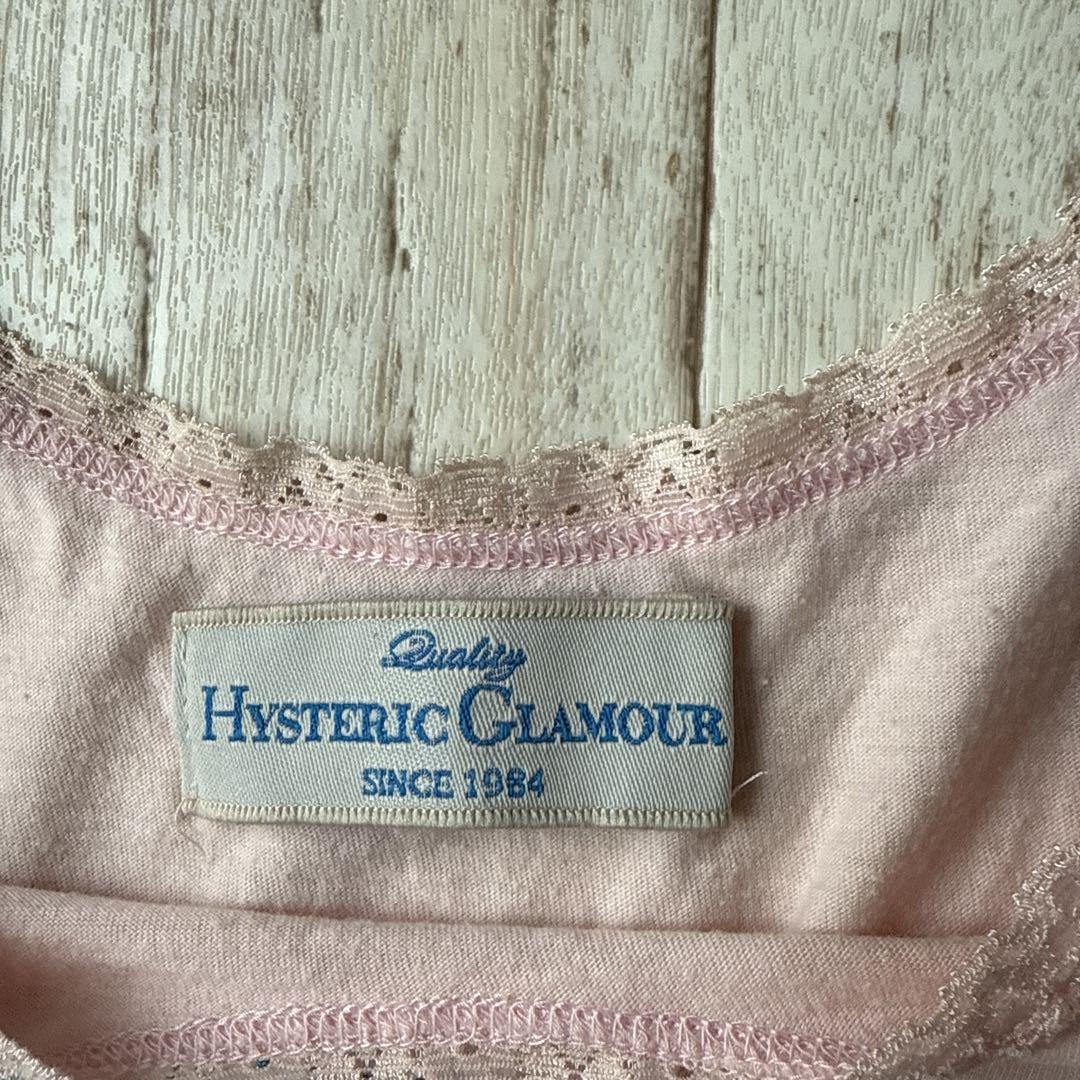 Quality
HYSTERIC GLAMOUR
SINCE 1984